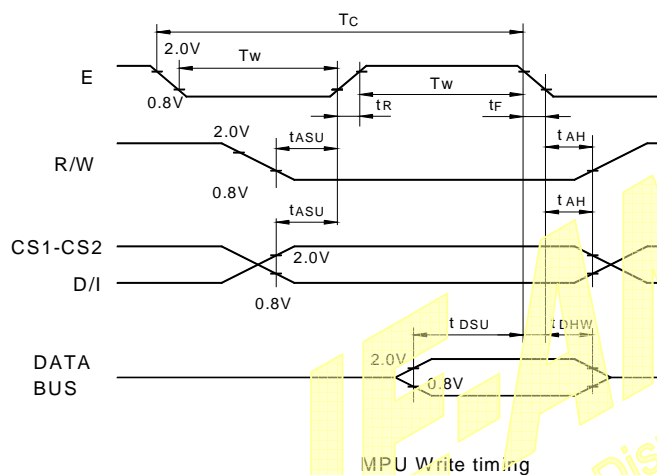 Tc
2.0V
Tw
E
Tw
0.8V
tR
tF
2.0V
tASU
tAH
R/W
0.8V
tASU
tAH
CS1-CS2
2.0V
D/I
0.8V
tDSU
tDHW
DATA
BUS
2.0V
0.8V
MPU Write timing